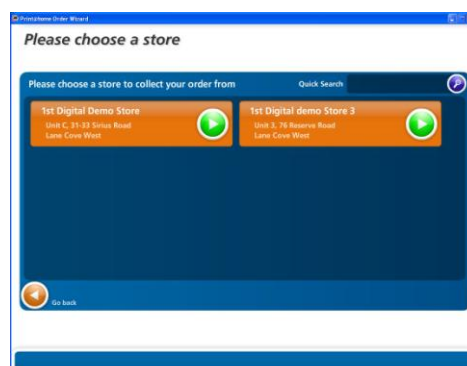 Print@Home Order Wizard
Please choose a store
Please choose a store to collect your order from
Quick Search
1st Digital Demo Store
Unit C, 31-33 Sirius Road
Lane Cove West
1st Digital demo Store 3
Unit 3, 76 Reserve Road
Lane Cove West
Go back